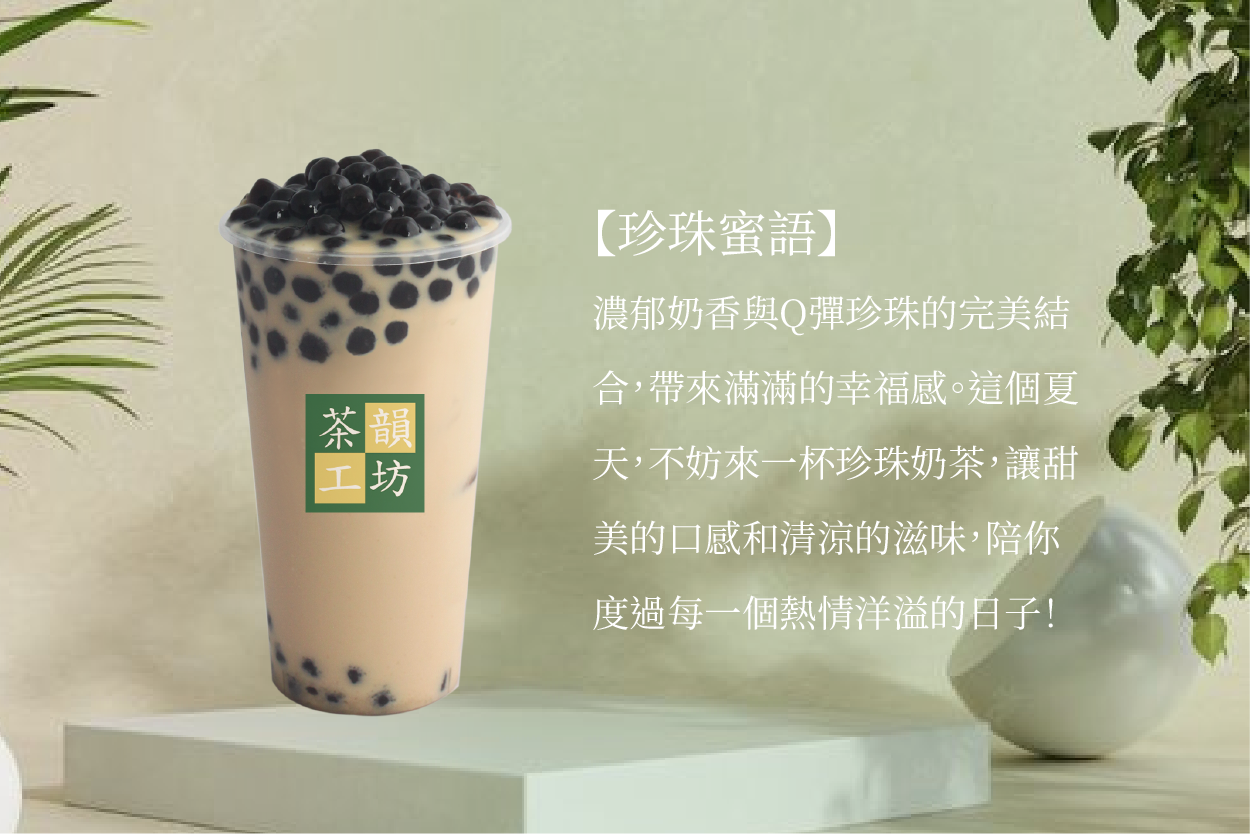 茶韻
工坊
【珍珠蜜語】
濃郁奶香與Q彈珍珠的完美結
合，帶來滿滿的幸福感。這個夏
天，不妨來一杯珍珠奶茶，讓甜
美的口感和清涼的滋味，陪你
度過每一個熱情洋溢的日子！